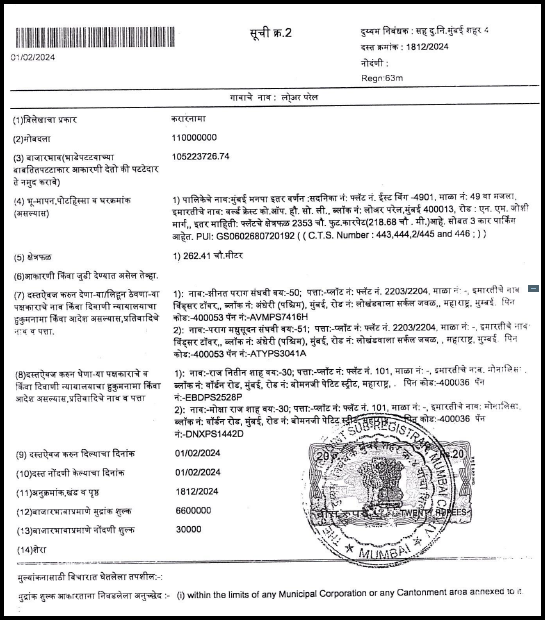 सूची क्र.2
दुय्यम निबंधक : सह दु.नि.मुंबई शहर 4
दस्त क्रमांक : 1812/2024
नोदंणी :
Regn:63m
01/02/2024
गावाचे नाव : लोअर परेल
(1)विलेखाचा प्रकार करारनामा
(2)मोबदला 110000000
(3) बाजारभाव(भाडेपटटयाच्या
बाबतितपटटाकार आकारणी देतो की पटटेदार
ते नमुद करावे)
105223726.74
(4) भू-मापन,पोटहिस्सा व घरक्रमांक
(असल्यास)
1) पालिकेचे नाव:मुंबई मनपा इतर वर्णन :सदनिका नं: फ्लॅट नं. ईस्ट विंग -4901, माळा नं: 49 वा मजला,
इमारतीचे नाव: वर्ल्ड क्रेस्ट को.ऑप. हौ. सो. ली., ब्लॉक नं: लोअर परेल,मुंबई 400013, रोड : एन. एम. जोशी
मार्ग,, इतर माहिती: फ्लॅटचे क्षेत्रफळ 2353 चौ. फुट.कारपेट(218.68 चौ . मी.)आहे. सोबत 3 कार पार्किंग
आहेत. PUI: GS0602680720192 ( ( C.T.S. Number : 443,444,2/445 and 446 ; ) )
(5) क्षेत्रफळ 1) 262.41 चौ.मीटर
(6)आकारणी किंवा जुडी देण्यात असेल तेव्हा.
(7) दस्तऐवज करुन देणा-या/लिहून ठेवणा-या
पक्षकाराचे नाव किंवा दिवाणी न्यायालयाचा
हुकुमनामा किंवा आदेश असल्यास,प्रतिवादिचे
नाव व पत्ता.
1): नाव:-शीनत पराग संघवी वय:-50; पत्ता:-प्लॉट नं: फ्लॅट नं. 2203/2204, माळा नं: -, इमारतीचे नाव:
विंड्सर टॉवर,, ब्लॉक नं: अंधेरी (पश्चिम), मुंबई, रोड नं: लोखंडवाला सर्कल जवळ,, महाराष्ट्र, मुम्बई. पिन
कोड:-400053 पॅन नं:-AVMPS7416H
2): नाव:-पराग मधुसूदन संघवी वय:-51; पत्ता:-प्लॉट नं: फ्लॅट नं. 2203/2204, माळा नं: -, इमारतीचे नाव:
विंड्सर टॉवर,, ब्लॉक नं: अंधेरी (पश्चिम), मुंबई, रोड नं: लोखंडवाला सर्कल जवळ, , महाराष्ट्र, मुम्बई. पिन
कोड:-400053 पॅन नं:-ATYPS3041A
(8)दस्तऐवज करुन घेणा-या पक्षकाराचे व
किंवा दिवाणी न्यायालयाचा हुकुमनामा किंवा
आदेश असल्यास,प्रतिवादिचे नाव व पत्ता
1): नाव:-राज नितीन शाह वय:-30; पत्ता:-प्लॉट नं: फ्लॅट नं. 101, माळा नं: -, इमारतीचे नाव: मोनालिसा,
ब्लॉक नं: वॉर्डन रोड, मुंबई, रोड नं: बोमनजी पेटिट स्ट्रीट, महाराष्ट्र, . पिन कोड:-400036 पॅन
नं:-EBDPS2528P
2): नाव:-मोक्षा राज शाह वय:-30; पत्ता:-प्लॉट नं: फ्लॅट नं. 101, माळा नं: -, इमारतीचे नाव: मोनालिसा,
ब्लॉक नं: वॉर्डन रोड, मुंबई, रोड नं: बोमनजी पेटिट स्ट्रीट, पिन कोड:-400036 पॅन
नं:-DNXPS1442D
(9) दस्तऐवज करुन दिल्याचा दिनांक 01/02/2024
(10)दस्त नोंदणी केल्याचा दिनांक 01/02/2024
(11)अनुक्रमांक,खंड व पृष्ठ 1812/2024
(12)बाजारभावाप्रमाणे मुद्रांक शुल्क 6600000
(13)बाजारभावाप्रमाणे नोंदणी शुल्क 30000
(14)शेरा
Rs.20
TWENTY RUPEES
SUB-REGISTRAR MUMBAI CITY
MUMBAI
मुल्यांकनासाठी विचारात घेतलेला तपशील:-:
मुद्रांक शुल्क आकारताना निवडलेला अनुच्छेद :- (i) within the limits of any Municipal Corporation or any Cantonment area annexed to it